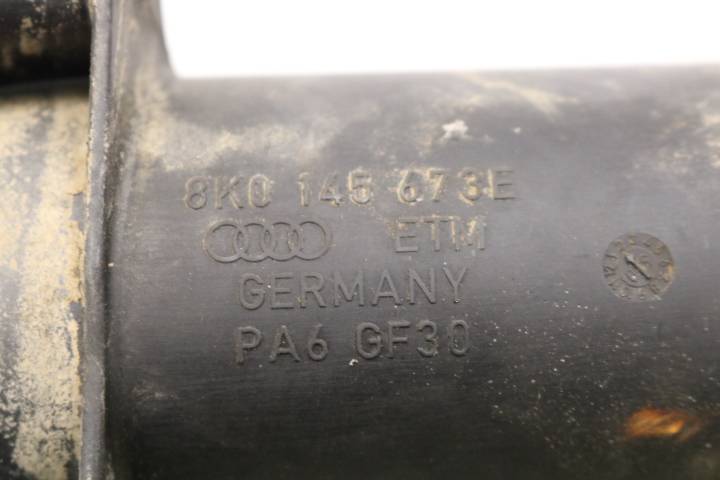 8K0 145 673E
ETM
GERMANY
PA6 GF30